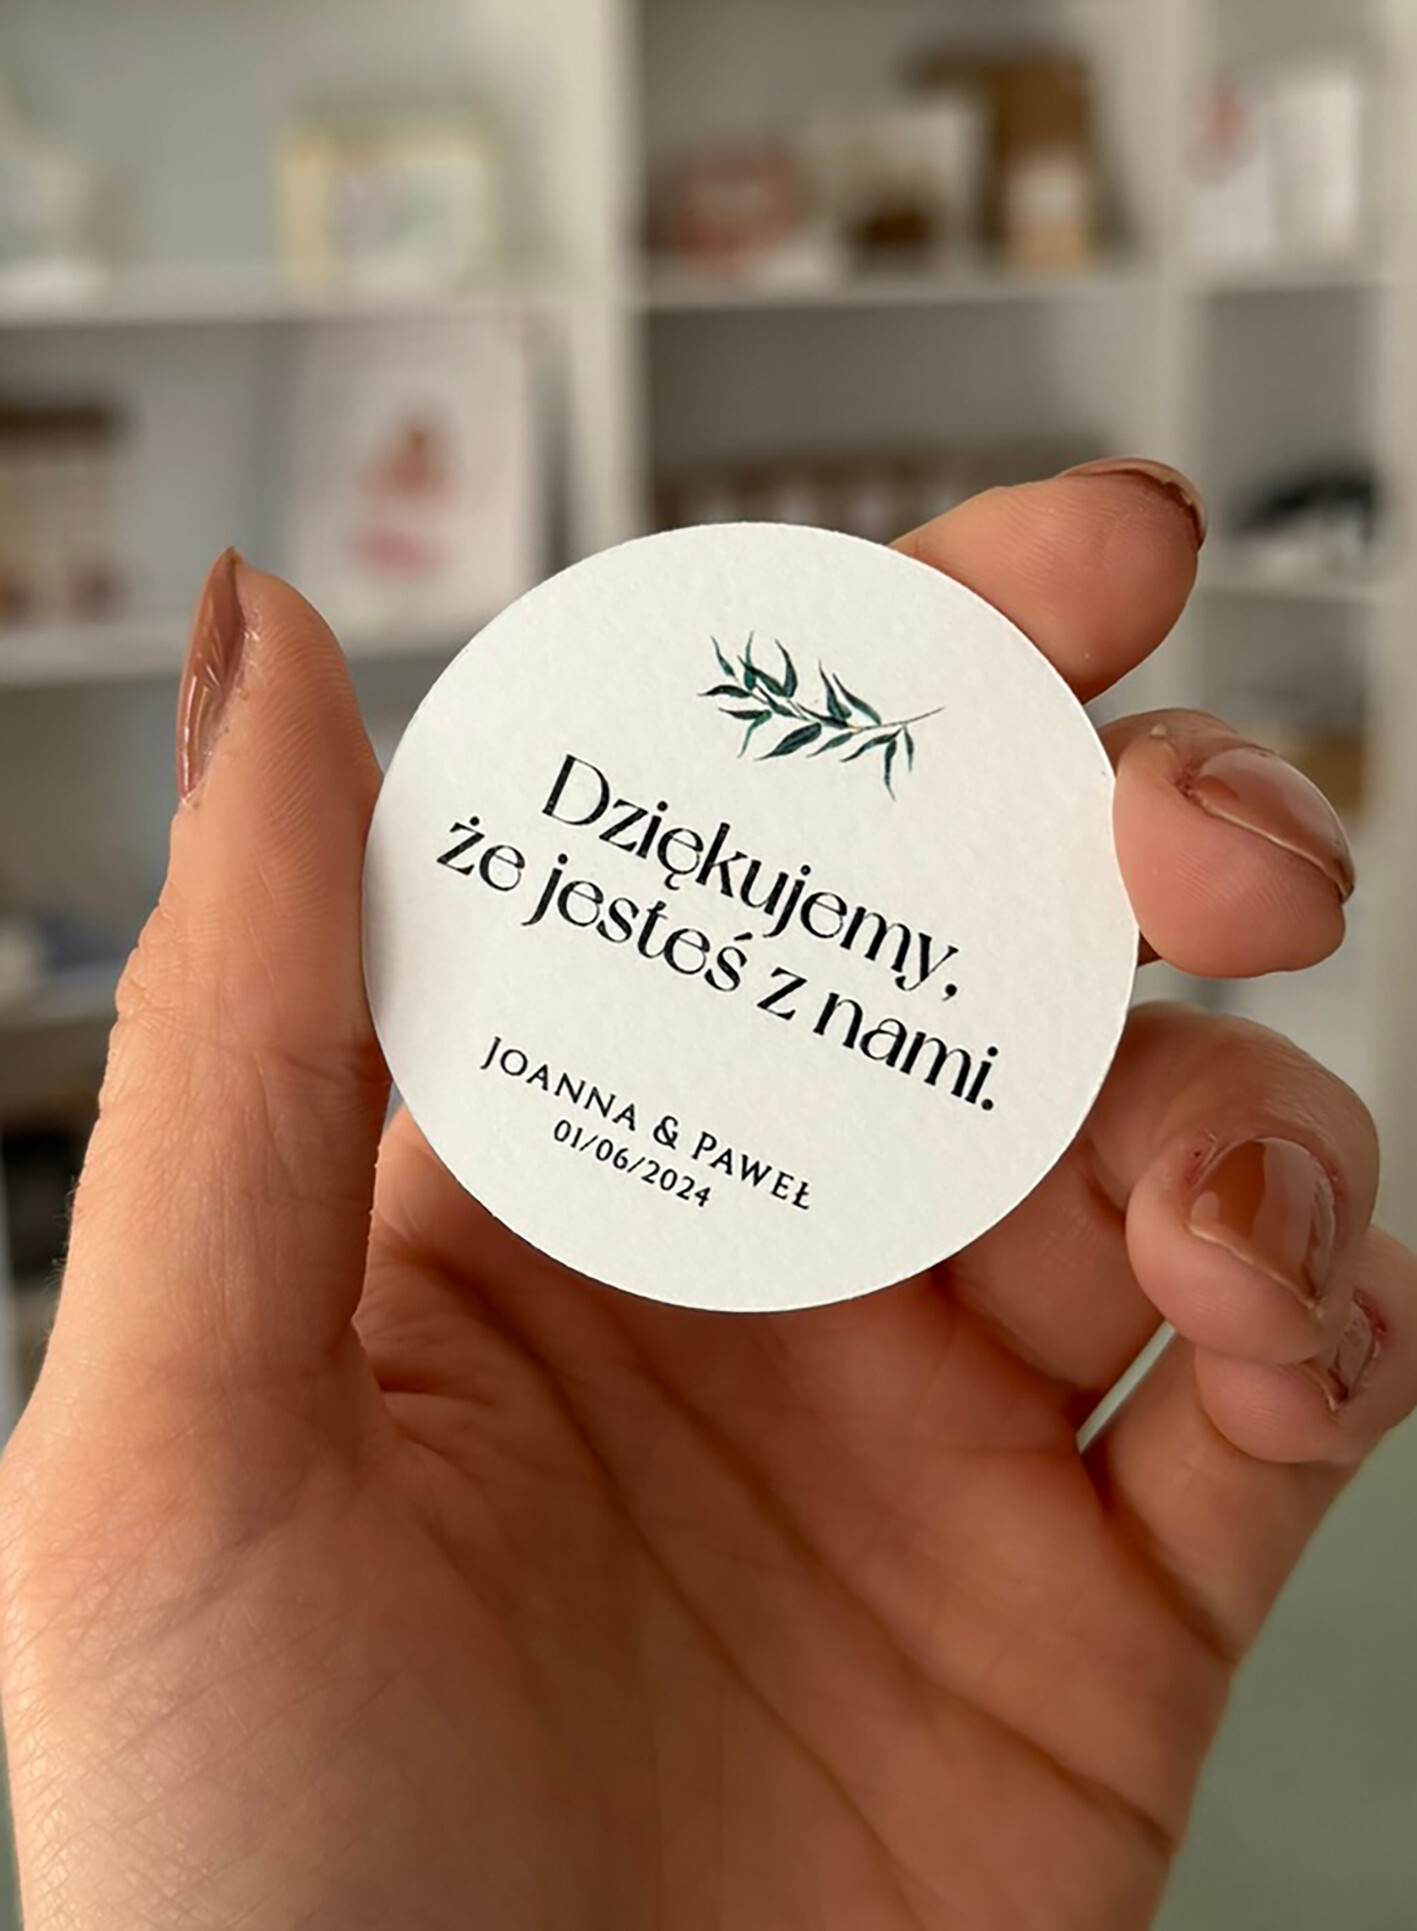 Dziękujemy,
że jesteś z nami.
JOANNA & PAWEŁ
01/06/2024